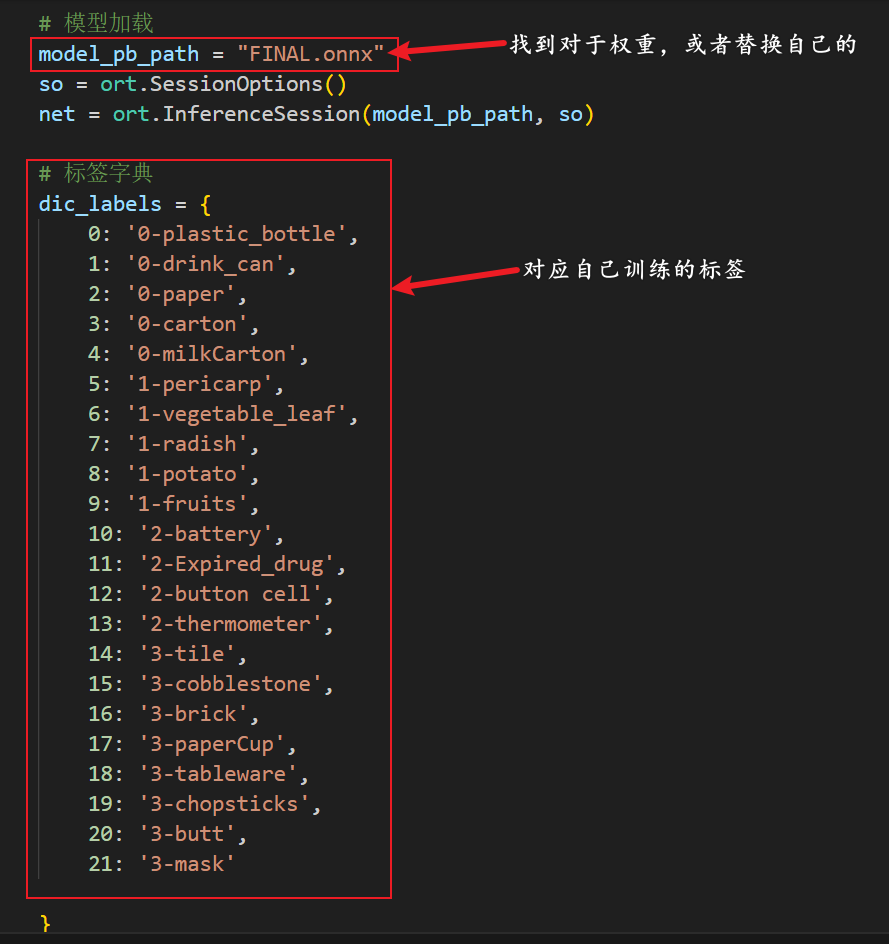 # 模型加载
model_pb_path = "FINAL.onnx"
找到对于权重，或者替换自己的
so = ort.SessionOptions()
net = ort.InferenceSession(model_pb_path, so)
# 标签字典
dic_labels = {
0: '0-plastic_bottle',
1: '0-drink_can',
对应自己训练的标签
2: '0-paper',
3: '0-carton',
4: '0-milkCarton',
5: '1-pericarp',
6: '1-vegetable_leaf',
7: '1-radish',
8: '1-potato',
9: '1-fruits',
10: '2-battery',
11: '2-Expired_drug',
12: '2-button cell',
13: '2-thermometer',
14: '3-tile',
15: '3-cobblestone',
16: '3-brick',
17: '3-paperCup',
18: '3-tableware',
19: '3-chopsticks',
20: '3-butt',
21: '3-mask'
}